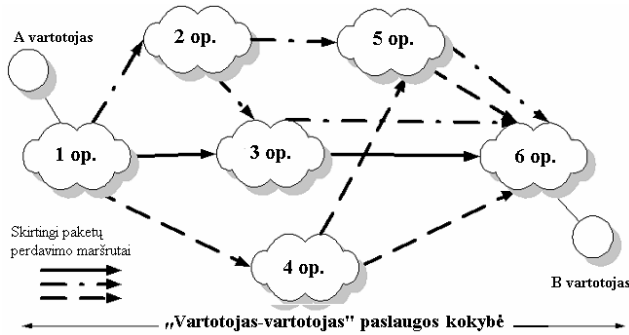 A vartotojas
2 op.
5 op.
1 op.
3 op.
6 op.
Skirtingi paketų
perdavimo maršrutai
4 op.
B vartotojas
„Vartotojas-vartotojas" paslaugos kokybė